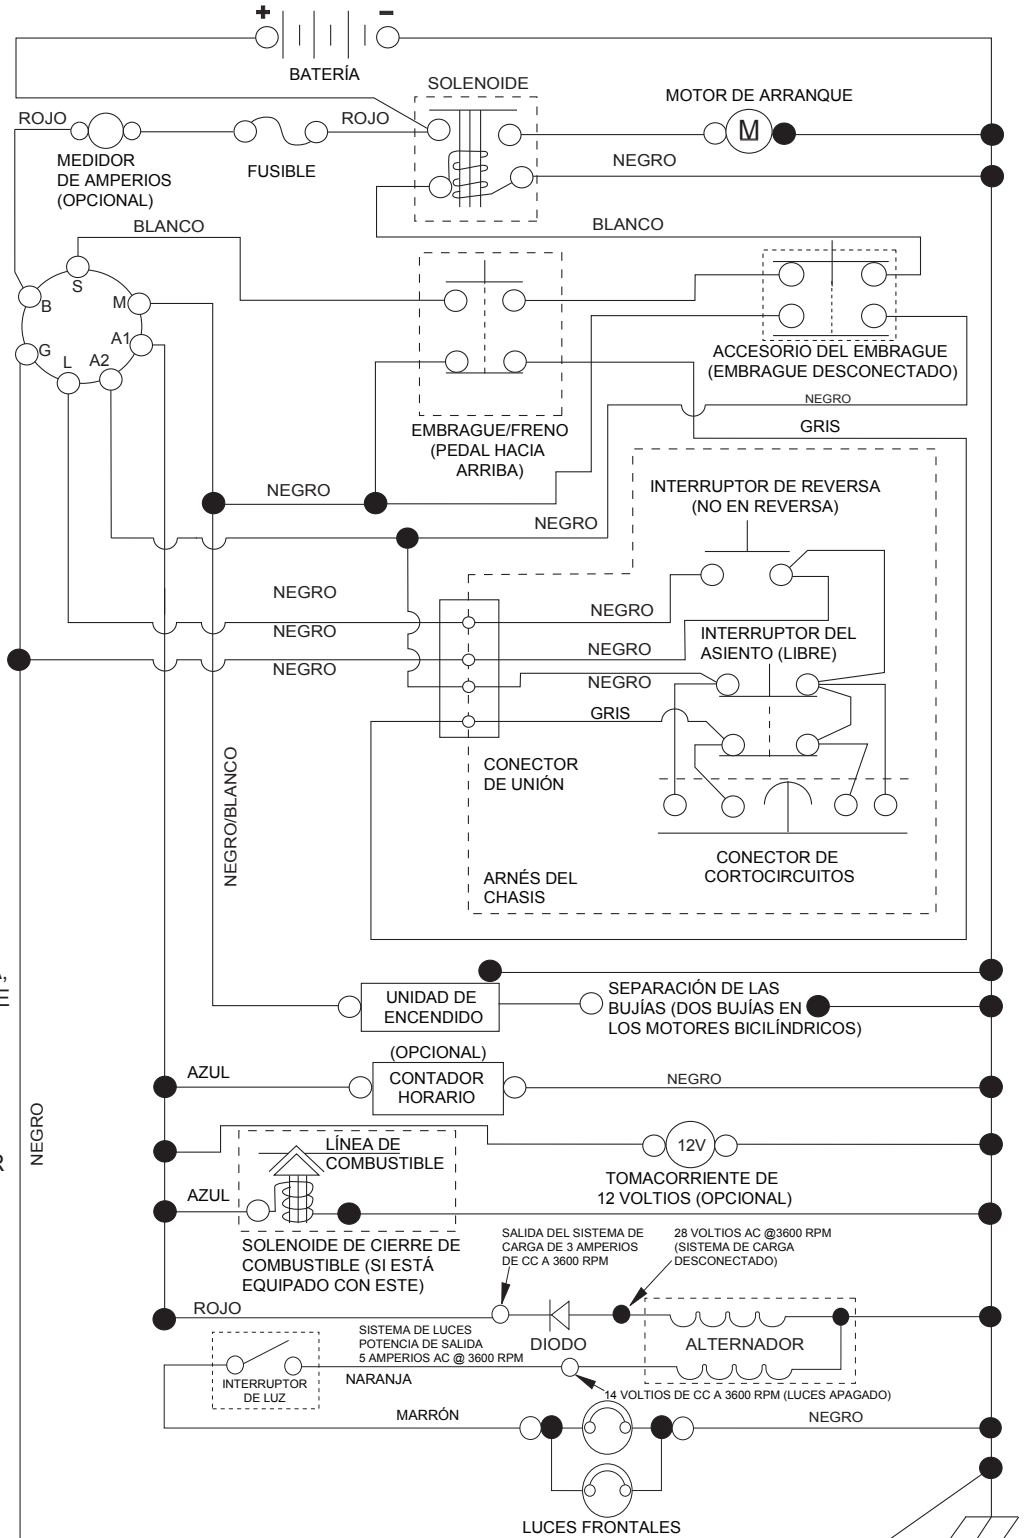 +
−
BATERÍA
SOLENOIDE
MOTOR DE ARRANQUE
M
ROJO
ROJO
MEDIDOR
DE AMPERIOS
(OPCIONAL)
FUSIBLE
NEGRO
BLANCO
BLANCO
S
B
M
G
A1
L
A2
ACCESORIO DEL EMBRAGUE
(EMBRAGUE DESCONECTADO)
NEGRO
EMBRAGUE/FRENO
(PEDAL HACIA
ARRIBA)
GRIS
NEGRO
INTERRUPTOR DE REVERSA
(NO EN REVERSA)
NEGRO
NEGRO
NEGRO
NEGRO
NEGRO
NEGRO
NEGRO
INTERRUPTOR DEL
ASIENTO (LIBRE)
GRIS
CONECTOR
DE UNIÓN
NEGRO/BLANCO
CONECTOR DE
CORTOCIRCUITOS
ARNÉS DEL
CHASIS
UNIDAD DE
ENCENDIDO
SEPARACIÓN DE LAS
BUJÍAS (DOS BUJÍAS EN
LOS MOTORES BICILÍNDRICOS)
(OPCIONAL)
AZUL
CONTADOR
HORARIO
NEGRO
NEGRO
LÍNEA DE
COMBUSTIBLE
12V
TOMACORRIENTE DE
12 VOLTIOS (OPCIONAL)
AZUL
SOLENOIDE DE CIERRE DE
COMBUSTIBLE (SI ESTÁ
EQUIPADO CON ESTE)
SALIDA DEL SISTEMA DE
CARGA DE 3 AMPERIOS
DE CC A 3600 RPM
28 VOLTIOS AC @3600 RPM
(SISTEMA DE CARGA
DESCONECTADO)
ROJO
DIODO
ALTERNADOR
SISTEMA DE LUCES
POTENCIA DE SALIDA
5 AMPERIOS AC @ 3600 RPM
NARANJA
INTERRUPTOR
DE LUZ
14 VOLTIOS DE CC A 3600 RPM (LUCES APAGADO)
MARRÓN
NEGRO
LUCES FRONTALES